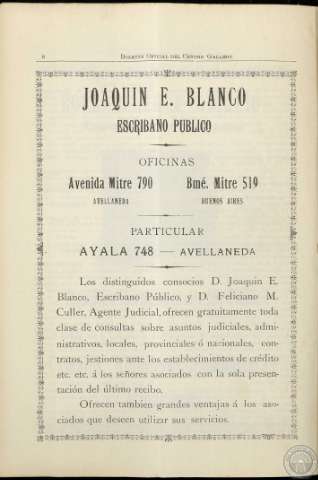 8
BOLETIN OFICIAL DEL CENTRO GALLEGO
JOAQUIN E. BLANCO
ESCRIBANO PUBLICO
OFICINAS
Avenida Mitre 790 Bmé. Mitre 519
AVELLANEDA BUENOS AIRES
PARTICULAR
AYALA 748 — AVELLANEDA
Los distinguidos consocios D. Joaquin E.
Blanco, Escribano Público, y D. Feliciano M.
Culler, Agente Judicial, ofrecen gratuitamente toda
clase de consultas sobre asuntos judiciales, admi-
nistrativos, locales, provinciales ó nacionales, con-
tratos, jestiones ante los establecimientos de crédito
etc. etc. á los señores asociados con la sola presen-
tación del último recibo.
Ofrecen tambien grandes ventajas á los aso-
ciados que deseen utilizar sus servicios.